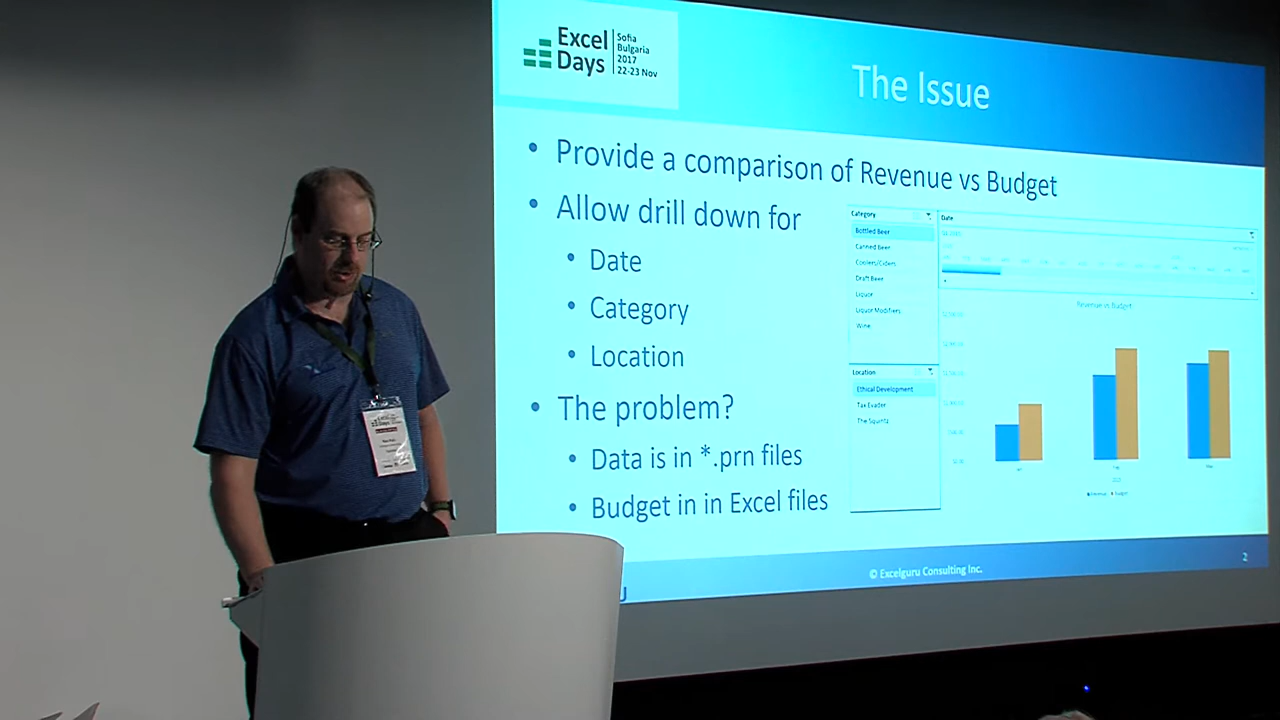 Excel
Days
Sofia
Bulgaria
2017
22-23 Nov
The Issue
• Provide a comparison of Revenue vs Budget
• Allow drill down for
• Date
• Category
• Location
• The problem?
• Data is in *.prn files
• Budget in in Excel files
Category
Bottled Beer
Canned Beer
Coolers/Ciders
Draft Beer
Liquor
Liquor Modifiers
Wine
Location
Ethical Development
Tax Evader
The Squirtz
Date
Revenue vs Budget
© Excelguru Consulting Inc.
2
Excel
Days